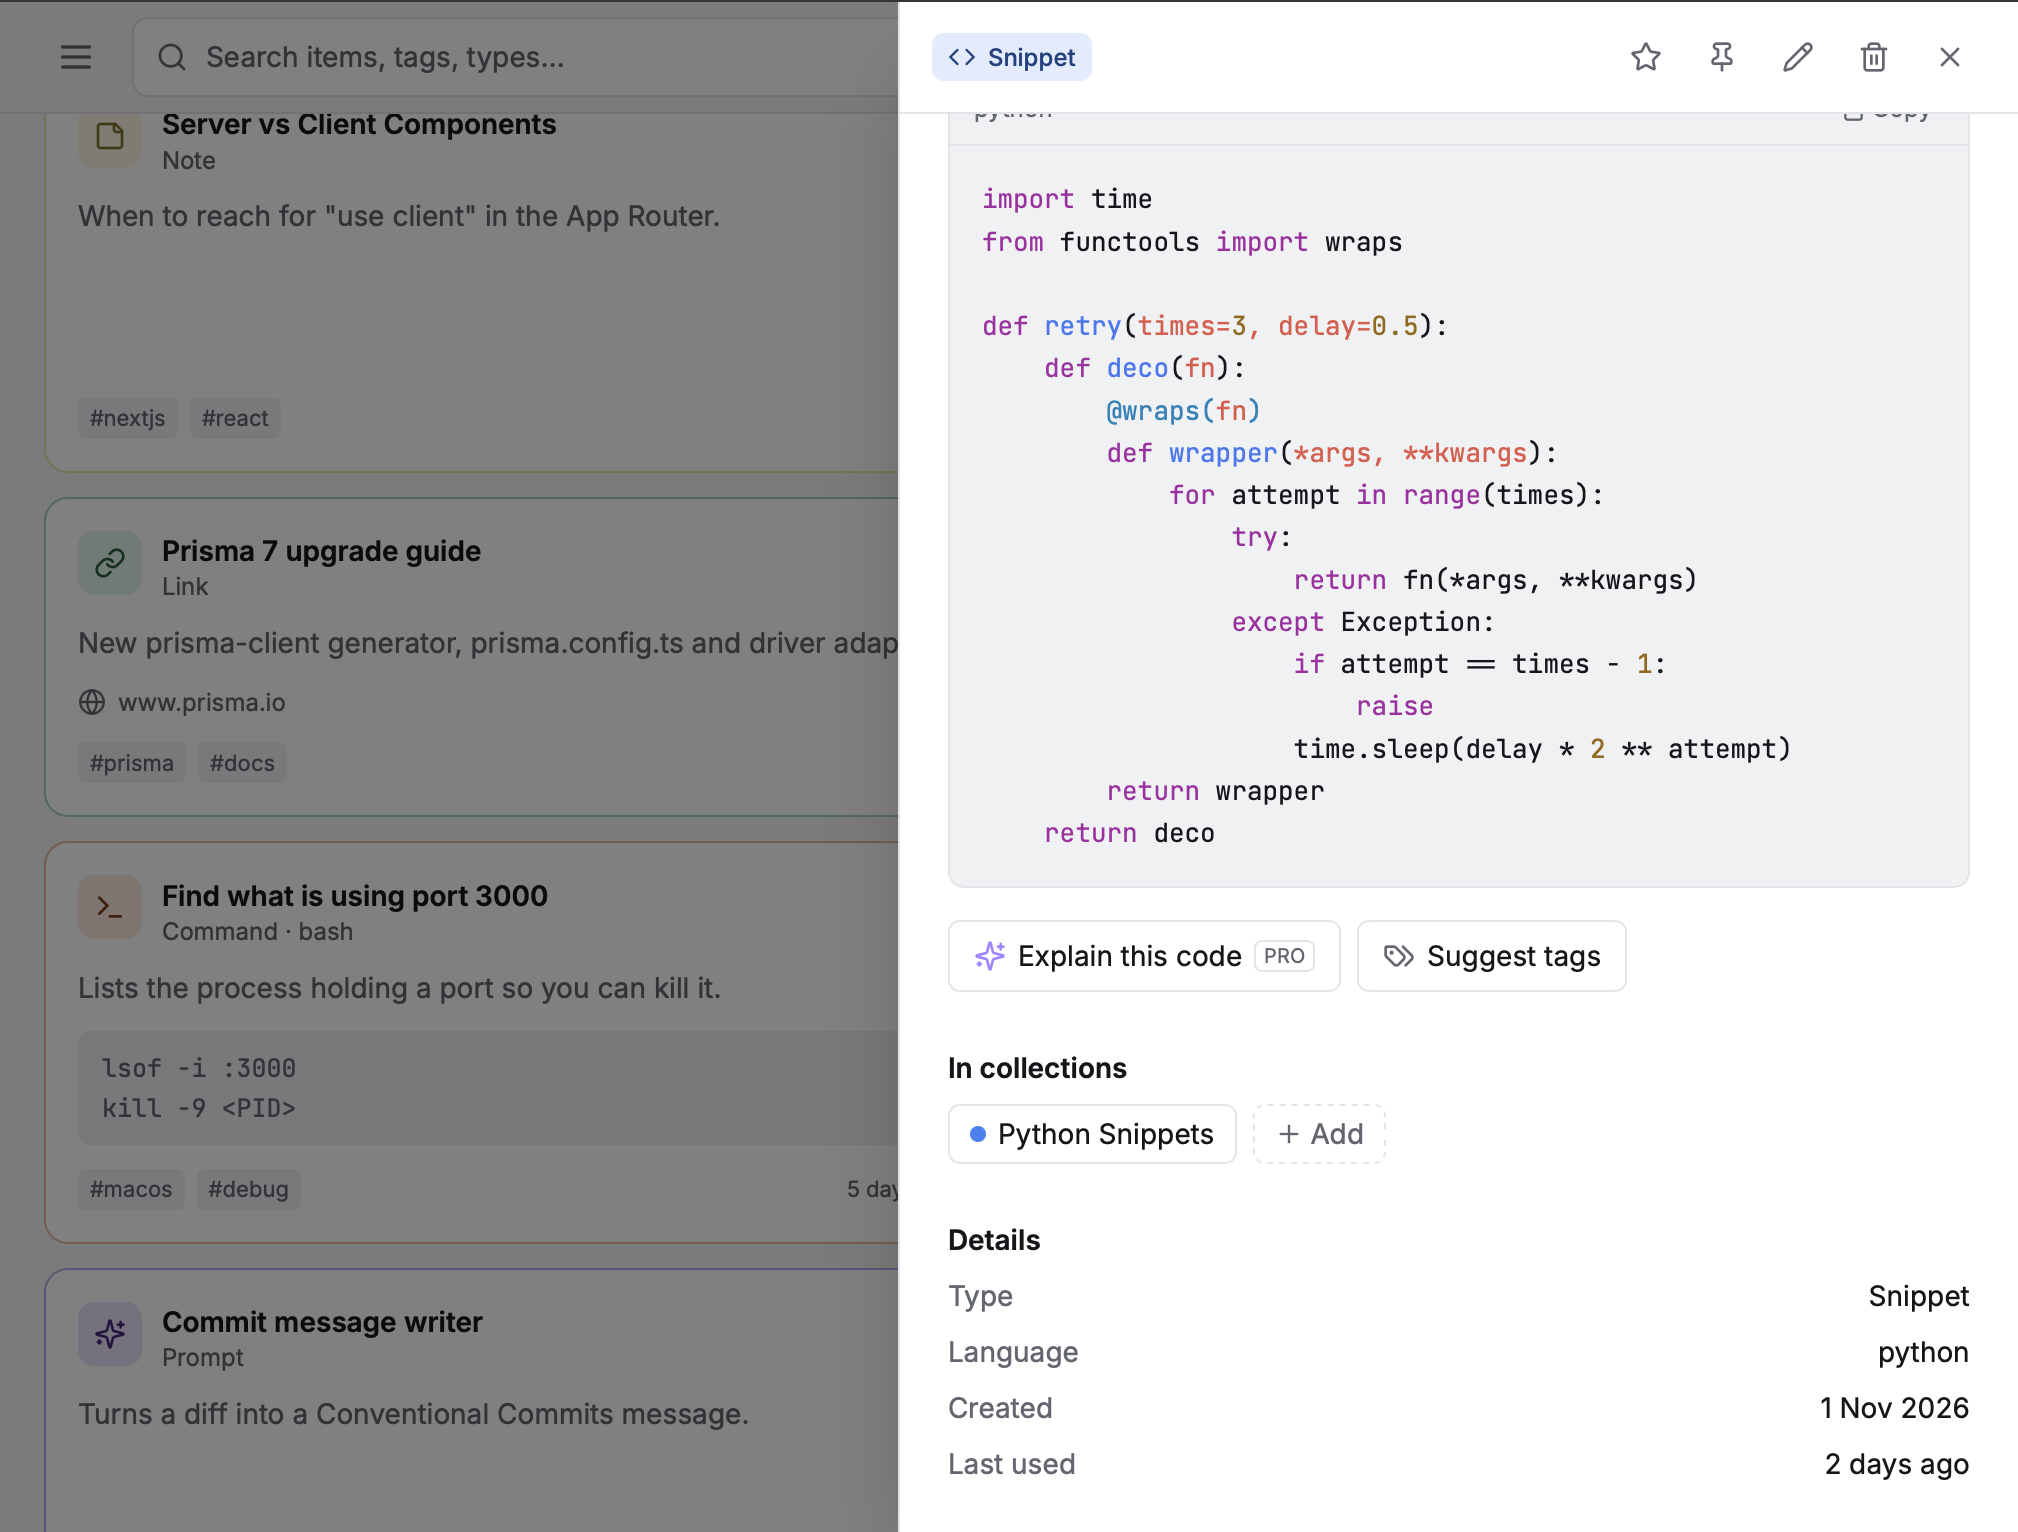 Search items, tags, types...
Server vs Client Components
Note
When to reach for "use client" in the App Router.
#nextjs #react
Prisma 7 upgrade guide
Link
New prisma-client generator, prisma.config.ts and driver adap
www.prisma.io
#prisma #docs
Find what is using port 3000
Command · bash
Lists the process holding a port so you can kill it.
lsof -i :3000
kill -9 <PID>
#macos #debug 5 day
Commit message writer
Prompt
Turns a diff into a Conventional Commits message.
Snippet
python Copy
import time
from functools import wraps
def retry(times=3, delay=0.5):
    def deco(fn):
        @wraps(fn)
        def wrapper(*args, **kwargs):
            for attempt in range(times):
                try:
                    return fn(*args, **kwargs)
                except Exception:
                    if attempt == times - 1:
                        raise
                    time.sleep(delay * 2 ** attempt)
        return wrapper
    return deco
Explain this code PRO
Suggest tags
In collections
Python Snippets
+ Add
Details
Type Snippet
Language python
Created 1 Nov 2026
Last used 2 days ago